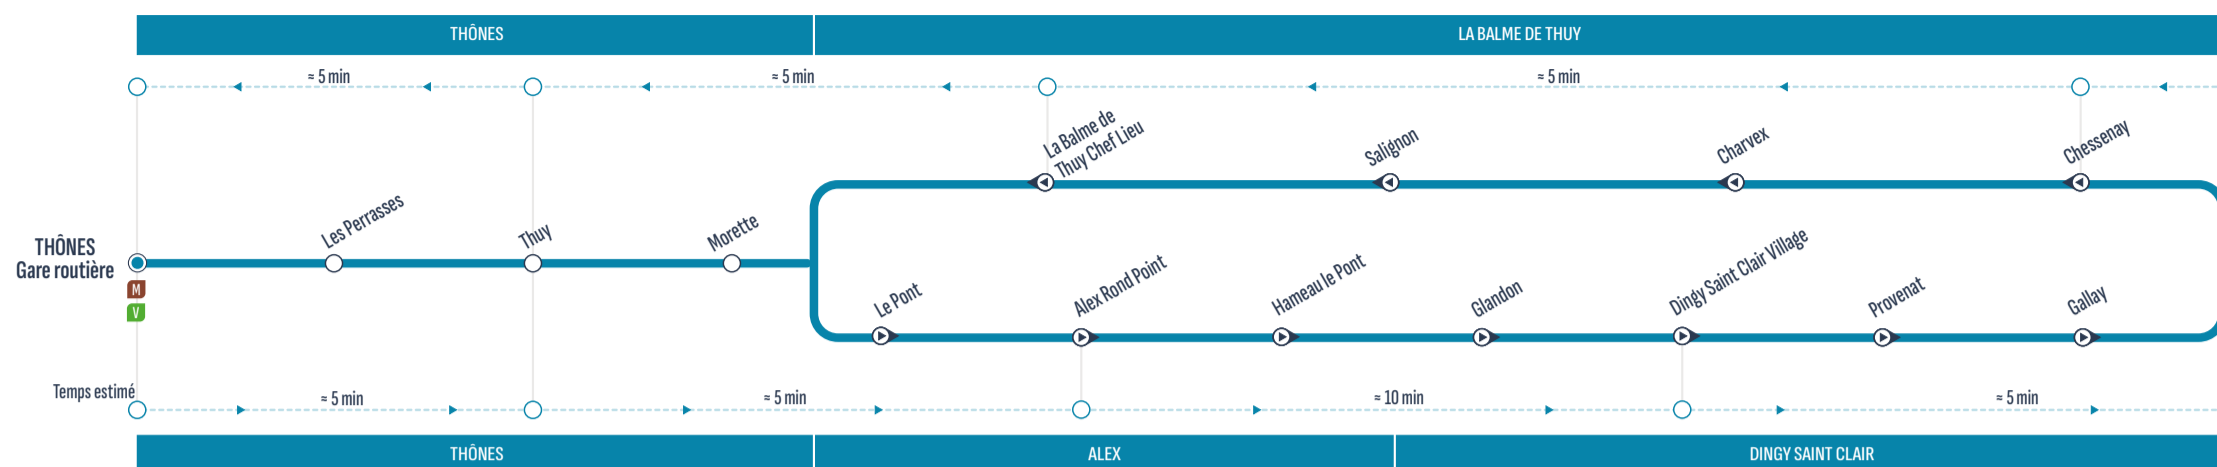 THÔNES
LA BALME DE THUY
≈ 5 min
≈ 5 min
≈ 5 min
La Balme de
Thuy Chef Lieu
Salignon
Charvex
Chessenay
THÔNES
Gare routière
Les Perrasses
Thuy
Morette
M
V
Le Pont
Alex Rond Point
Hameau le Pont
Glandon
Dingy Saint Clair Village
Provenat
Gallay
Temps estimé
≈ 5 min
≈ 5 min
≈ 10 min
≈ 5 min
THÔNES
ALEX
DINGY SAINT CLAIR